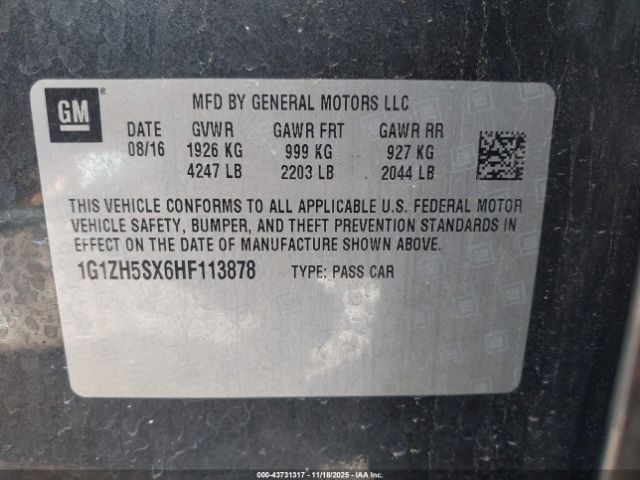 GM®
MFD BY GENERAL MOTORS LLC
DATE GVWR GAWR FRT GAWR RR
08/16 1926 KG 999 KG 927 KG
4247 LB 2203 LB 2044 LB
THIS VEHICLE CONFORMS TO ALL APPLICABLE U.S. FEDERAL MOTOR
VEHICLE SAFETY, BUMPER, AND THEFT PREVENTION STANDARDS IN
EFFECT ON THE DATE OF MANUFACTURE SHOWN ABOVE.
1G1ZH5SX6HF113878 TYPE: PASS CAR
000-43731317 - 11/18/2025 - IAAI.COM